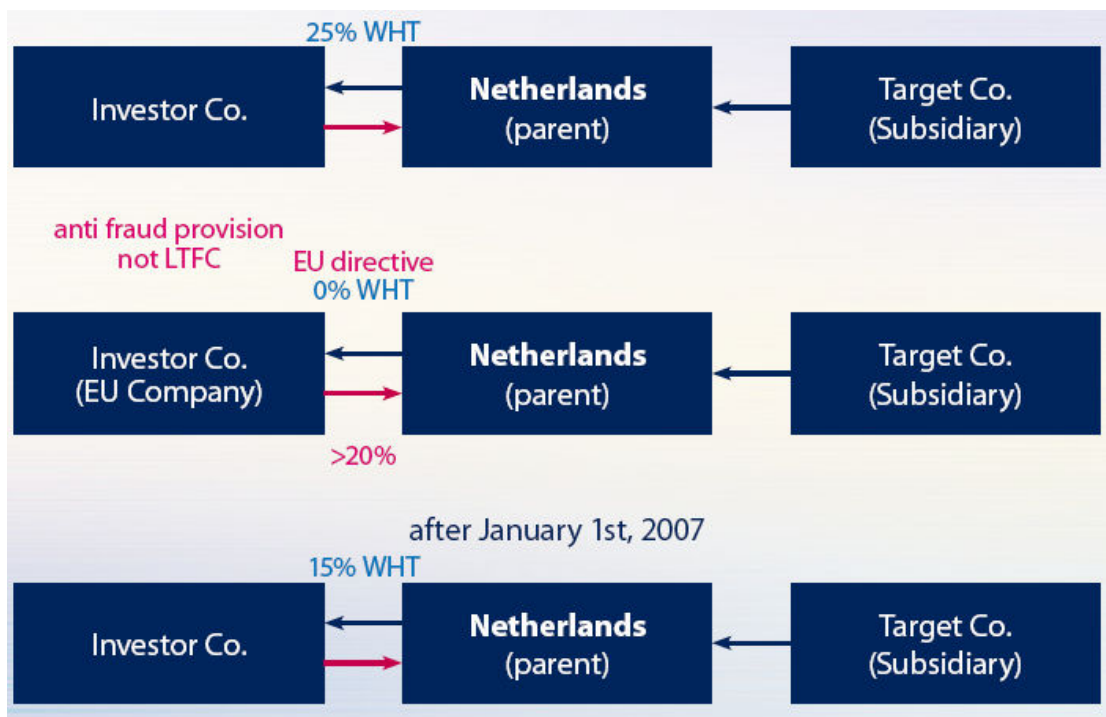 25% WHT
Investor Co.
Netherlands
(parent)
Target Co.
(Subsidiary)
anti fraud provision
not LTFC
EU directive
0% WHT
Investor Co.
(EU Company)
Netherlands
(parent)
Target Co.
(Subsidiary)
>20%
after January 1st, 2007
15% WHT
Investor Co.
Netherlands
(parent)
Target Co.
(Subsidiary)